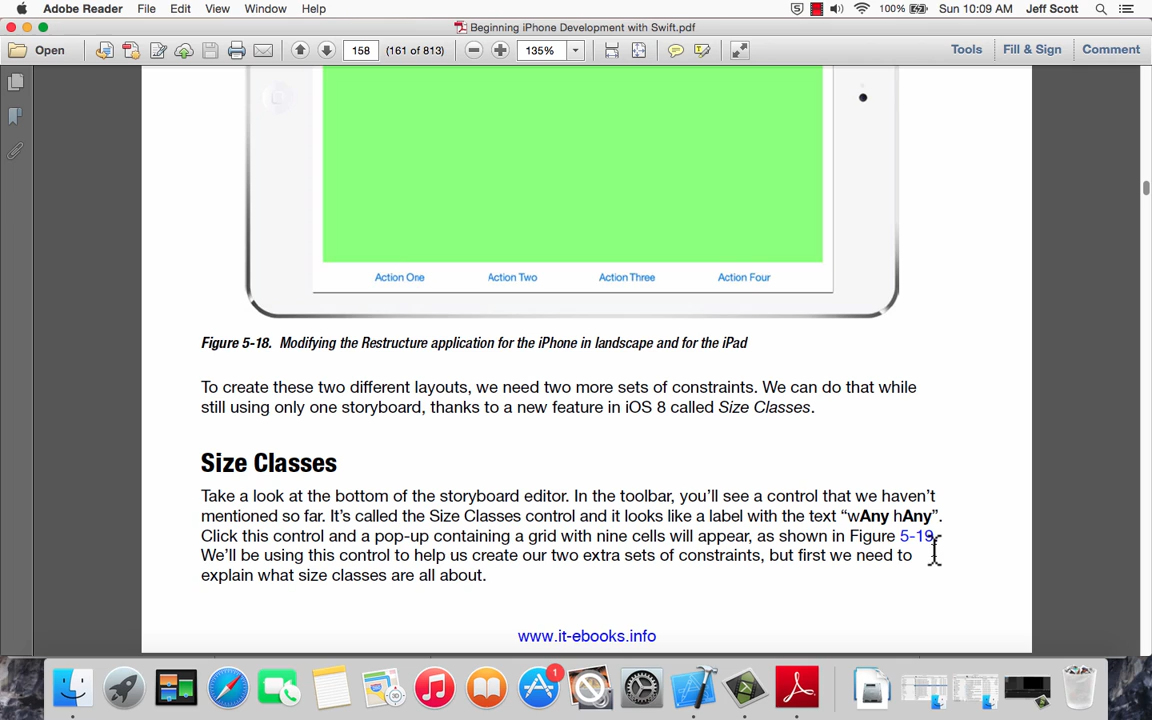 Adobe Reader File Edit View Window Help 5 100% Sun 10:09 AM Jeff Scott
Beginning iPhone Development with Swift.pdf
Open 158 (161 of 813) 135% Tools Fill & Sign Comment
Action One Action Two Action Three Action Four
Figure 5-18. Modifying the Restructure application for the iPhone in landscape and for the iPad
To create these two different layouts, we need two more sets of constraints. We can do that while
still using only one storyboard, thanks to a new feature in iOS 8 called Size Classes.
Size Classes
Take a look at the bottom of the storyboard editor. In the toolbar, you’ll see a control that we haven’t
mentioned so far. It’s called the Size Classes control and it looks like a label with the text “wAny hAny”.
Click this control and a pop-up containing a grid with nine cells will appear, as shown in Figure 5-19.
We’ll be using this control to help us create our two extra sets of constraints, but first we need to
explain what size classes are all about.
www.it-ebooks.info
1
3D